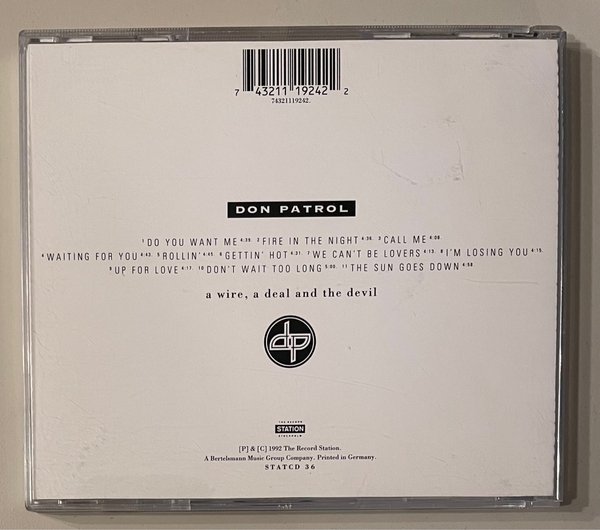 7 43211 19242 2
74321119242.
DON PATROL
1 DO YOU WANT ME 4:39. 2 FIRE IN THE NIGHT 4:36. 3 CALL ME 4:08.
4 WAITING FOR YOU 4:43. 5 ROLLIN' 4:45. 6 GETTIN' HOT 4:31. 7 WE CAN'T BE LOVERS 4:13. 8 I'M LOSING YOU 4:15.
9 UP FOR LOVE 4:17. 10 DON'T WAIT TOO LONG 5:00. 11 THE SUN GOES DOWN 4:58.
a wire, a deal and the devil
dp
THE RECORD
STATION
STOCKHOLM
[P] & [C] 1992 The Record Station.
A Bertelsmann Music Group Company. Printed in Germany.
STATCD 36